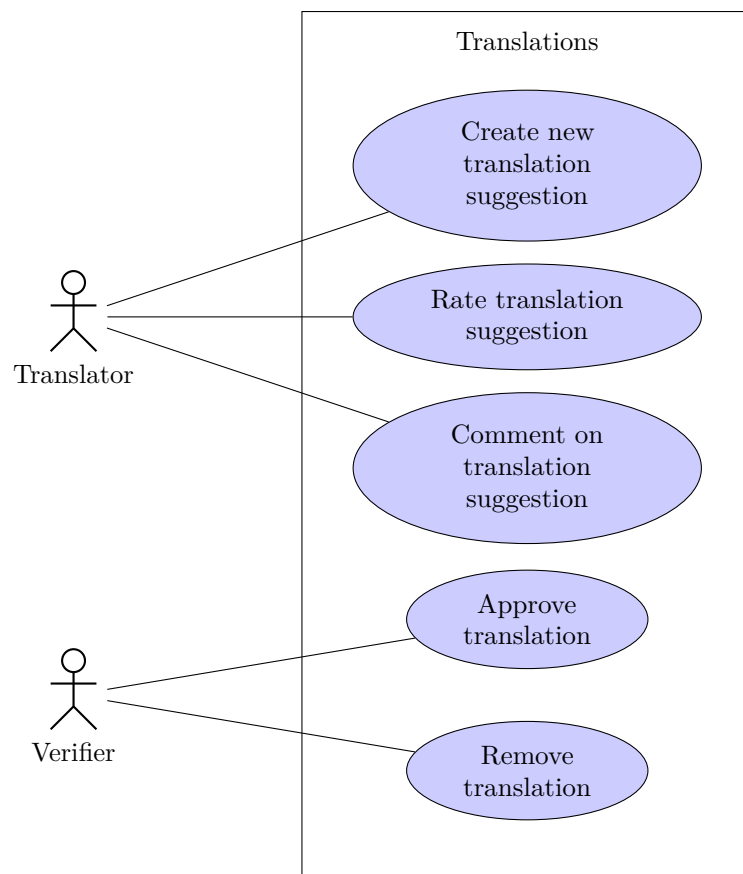 Translations
Create new
translation
suggestion
Rate translation
suggestion
Translator
Comment on
translation
suggestion
Approve
translation
Verifier
Remove
translation